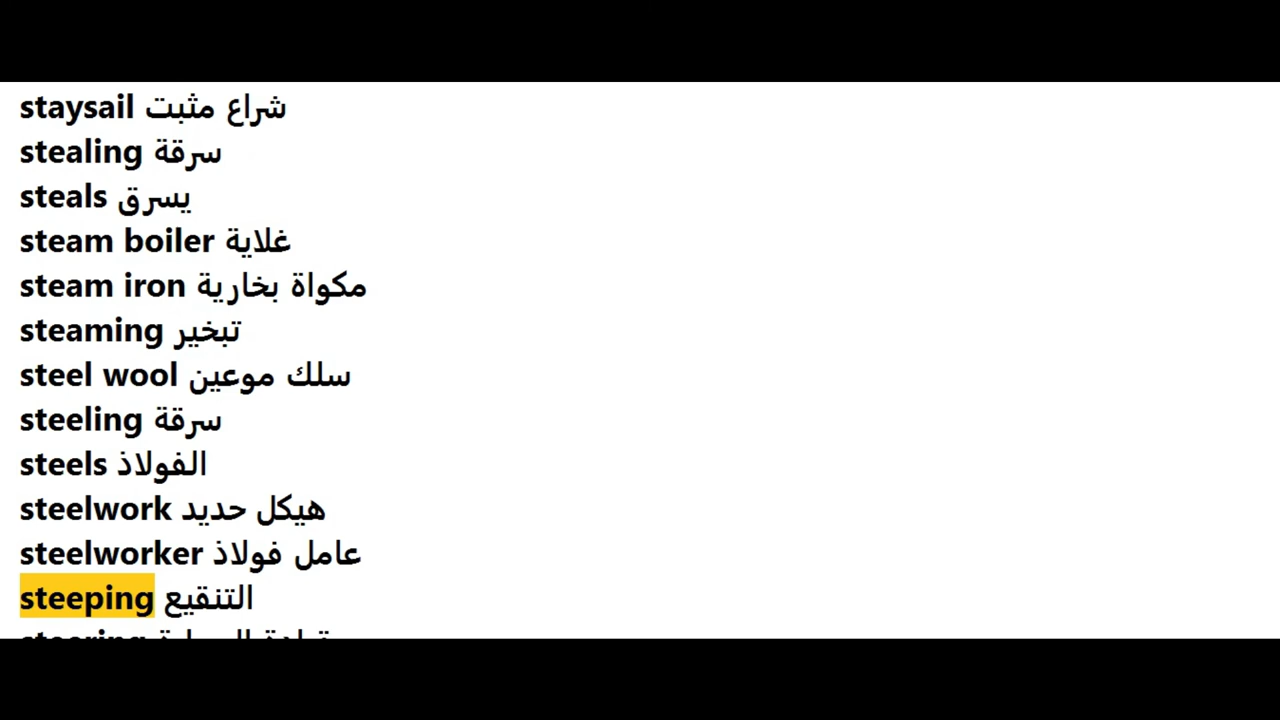 staysail شراع مثبت
stealing سرقة
steals يسرق
steam boiler غلاية
steam iron مكواة بخارية
steaming تبخير
steel wool سلك موعين
steeling سرقة
steels الفولاذ
steelwork هيكل حديد
steelworker عامل فولاذ
steeping التنقيع
steering